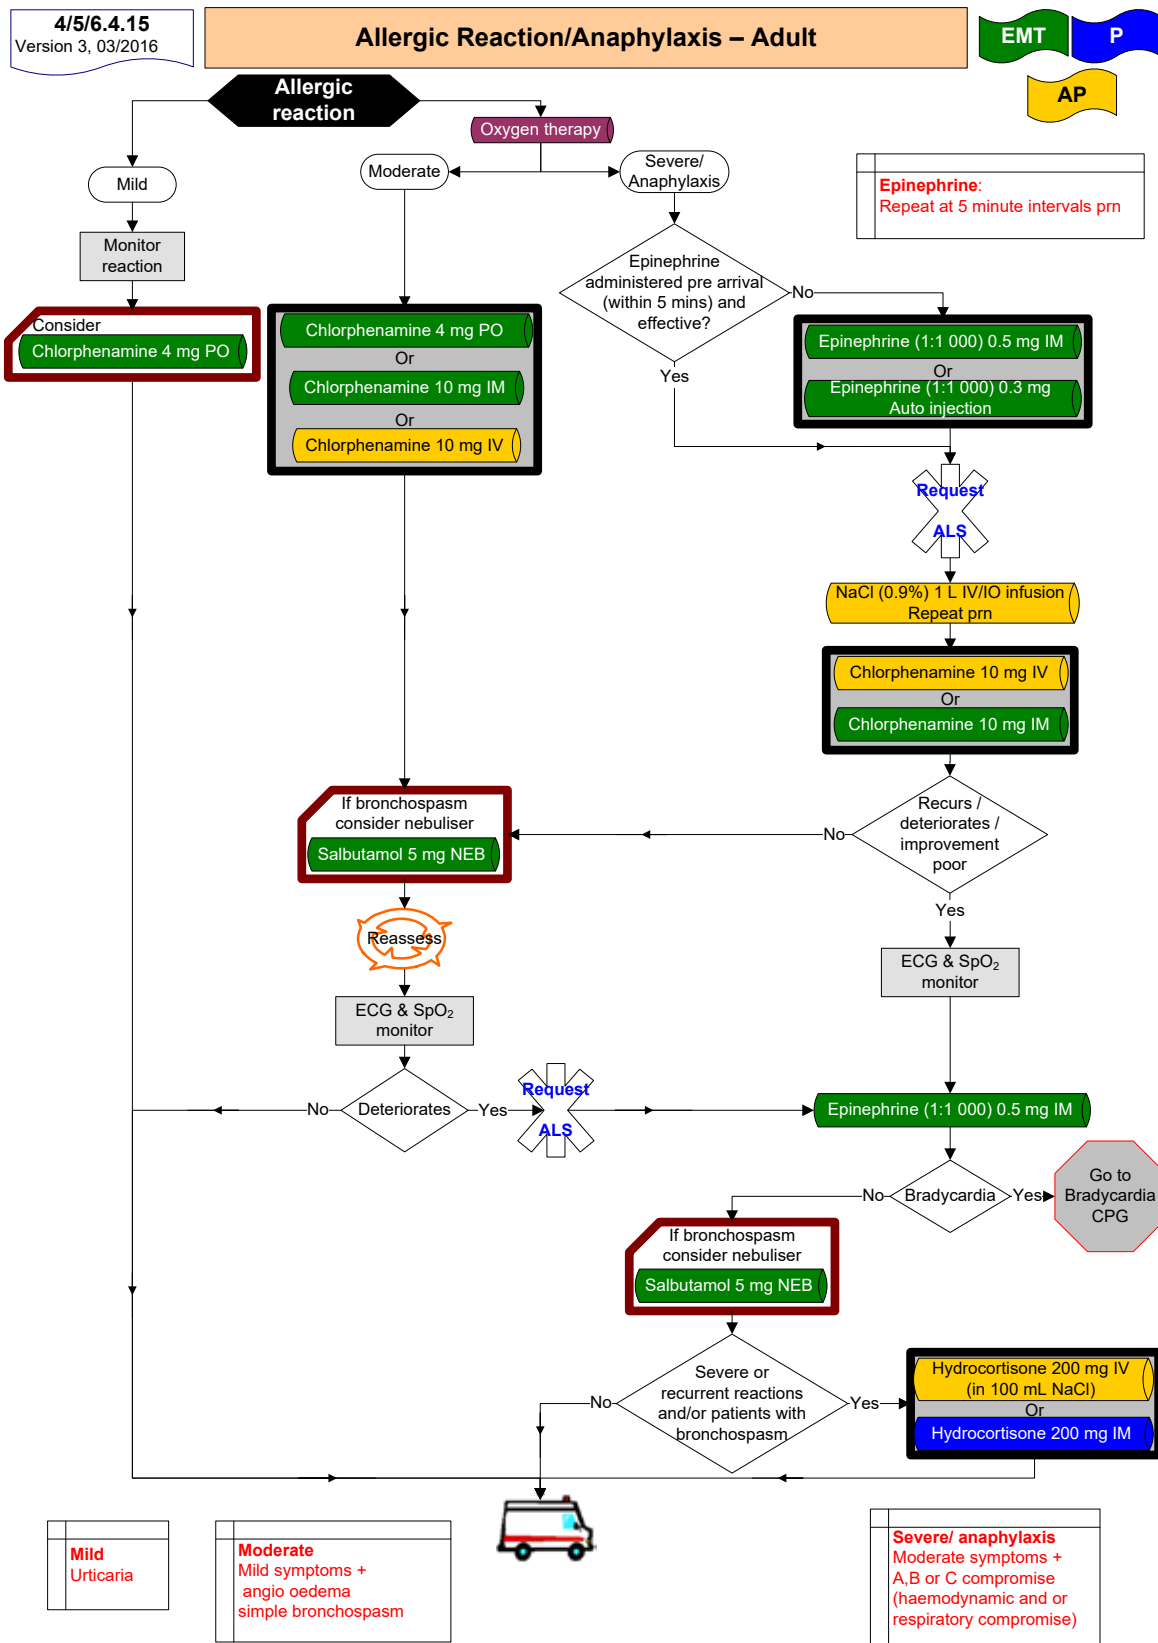 4/5/6.4.15
Version 3, 03/2016
Allergic Reaction/Anaphylaxis – Adult
EMT
P
AP
Allergic
reaction
Oxygen therapy
Mild
Moderate
Severe/
Anaphylaxis
Epinephrine:
Repeat at 5 minute intervals prn
Monitor
reaction
Epinephrine
administered pre arrival
(within 5 mins) and
effective?
No
Yes
Consider
Chlorphenamine 4 mg PO
Chlorphenamine 4 mg PO
Or
Chlorphenamine 10 mg IM
Or
Chlorphenamine 10 mg IV
Epinephrine (1:1 000) 0.5 mg IM
Or
Epinephrine (1:1 000) 0.3 mg
Auto injection
Request
ALS
NaCl (0.9%) 1 L IV/IO infusion
Repeat prn
Chlorphenamine 10 mg IV
Or
Chlorphenamine 10 mg IM
If bronchospasm
consider nebuliser
Salbutamol 5 mg NEB
No
Recurs /
deteriorates /
improvement
poor
Yes
Reassess
ECG & SpO2
monitor
ECG & SpO2
monitor
No
Deteriorates
Yes
Request
ALS
Epinephrine (1:1 000) 0.5 mg IM
No
Bradycardia
Yes
Go to
Bradycardia
CPG
If bronchospasm
consider nebuliser
Salbutamol 5 mg NEB
No
Severe or
recurrent reactions
and/or patients with
bronchospasm
Yes
Hydrocortisone 200 mg IV
(in 100 mL NaCl)
Or
Hydrocortisone 200 mg IM
Mild
Urticaria
Moderate
Mild symptoms +
angio oedema
simple bronchospasm
Severe/ anaphylaxis
Moderate symptoms +
A,B or C compromise
(haemodynamic and or
respiratory compromise)